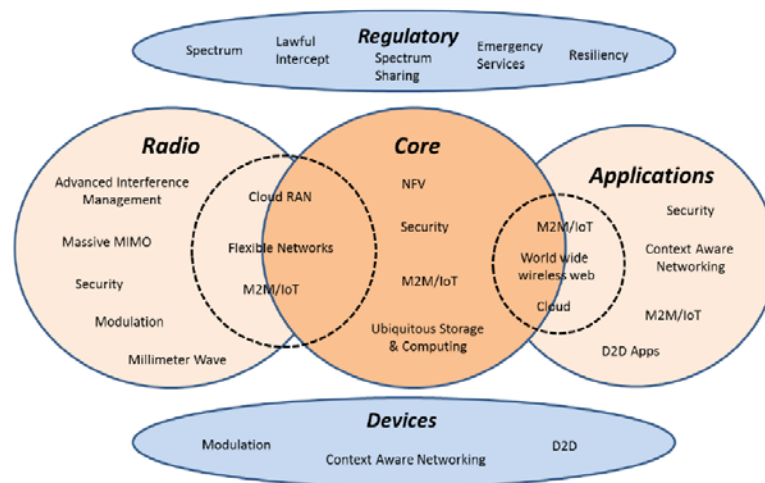 Regulatory
Spectrum
Lawful
Intercept
Spectrum
Sharing
Emergency
Services
Resiliency
Radio
Advanced Interference
Management
Massive MIMO
Security
Modulation
Millimeter Wave
Cloud RAN
Flexible Networks
M2M/IoT
Core
NFV
Security
M2M/IoT
Ubiquitous Storage
& Computing
M2M/IoT
World wide
wireless web
Cloud
Applications
Security
Context Aware
Networking
M2M/IoT
D2D Apps
Devices
Modulation
Context Aware Networking
D2D